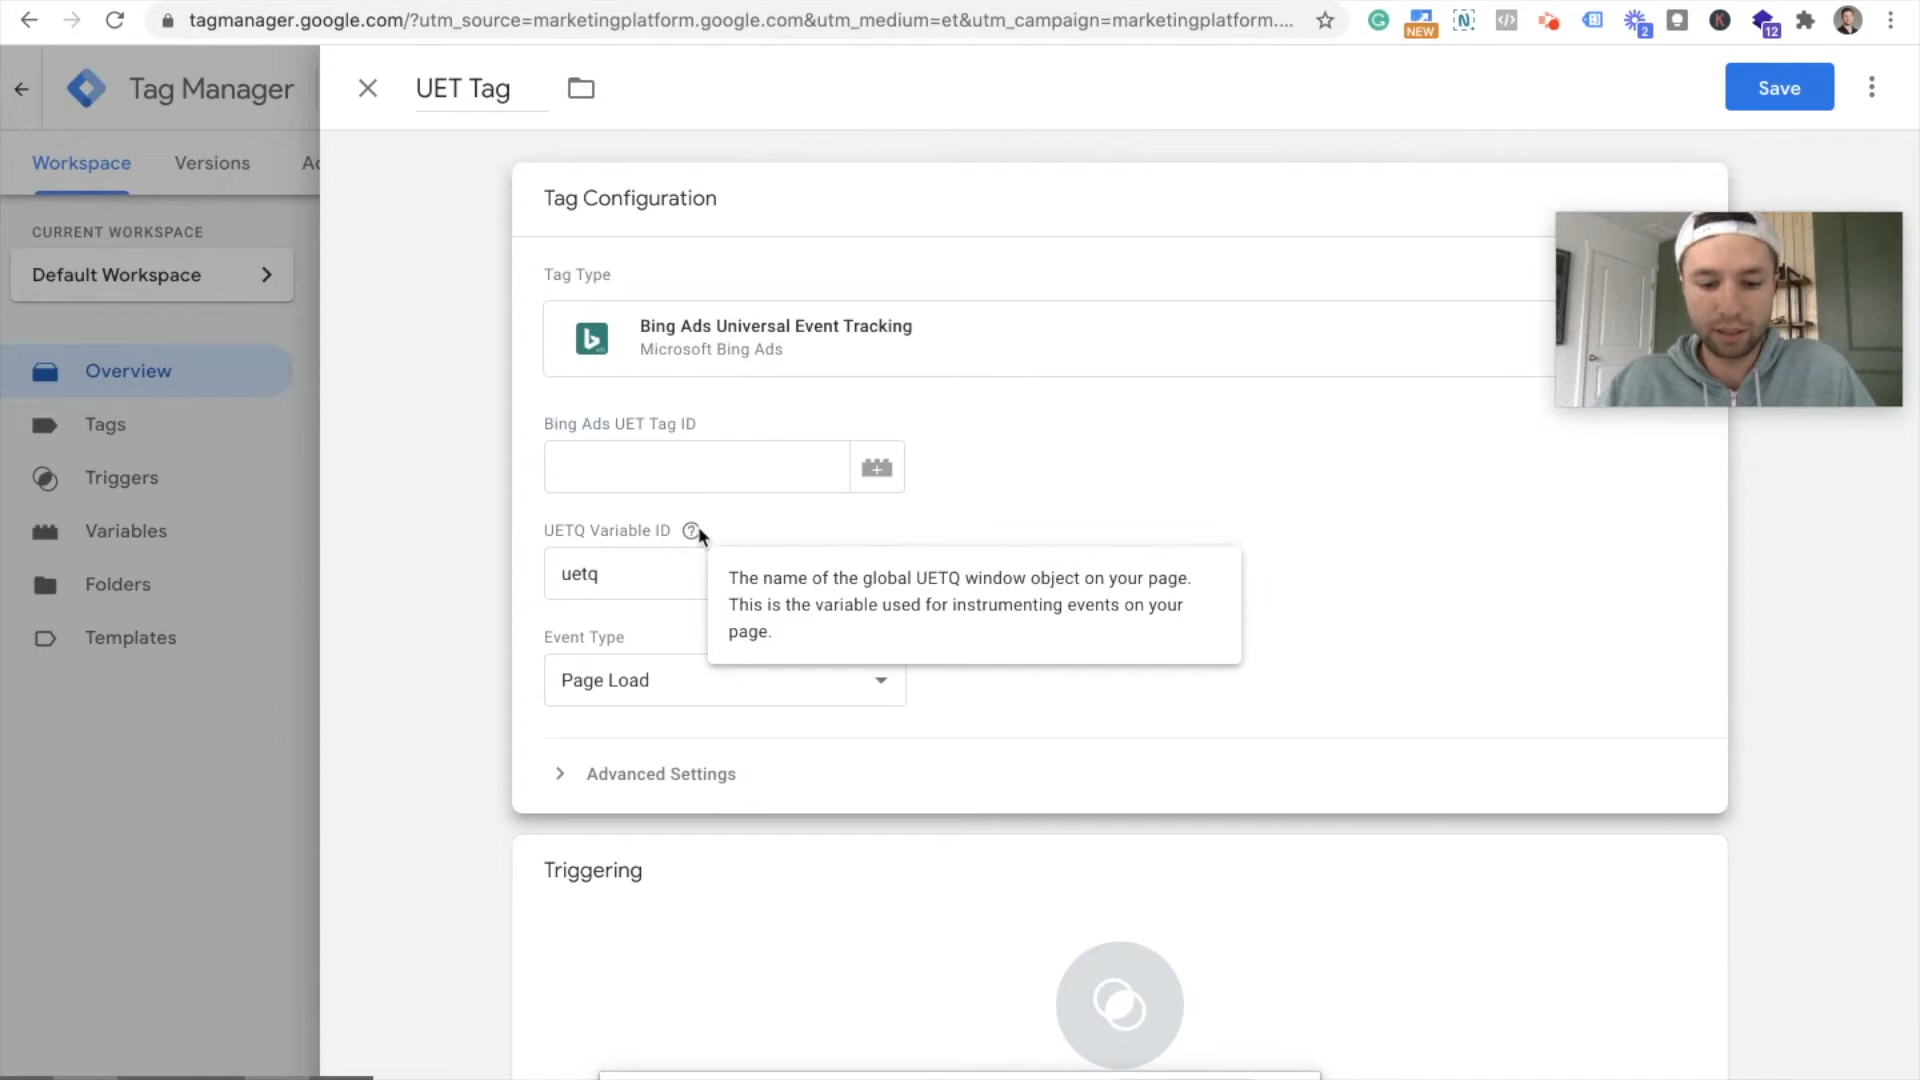 tagmanager.google.com/?utm_source=marketingplatform.google.com&utm_medium=et&utm_campaign=marketingplatform....
NEW
2
K
12
Tag Manager
UET Tag
Save
Workspace
Versions
Ac
Tag Configuration
CURRENT WORKSPACE
Default Workspace
Tag Type
Bing Ads Universal Event Tracking
Microsoft Bing Ads
Overview
Tags
Bing Ads UET Tag ID
Triggers
Variables
UETQ Variable ID
uetq
The name of the global UETQ window object on your page.
This is the variable used for instrumenting events on your
page.
Folders
Event Type
Templates
Page Load
Advanced Settings
Triggering